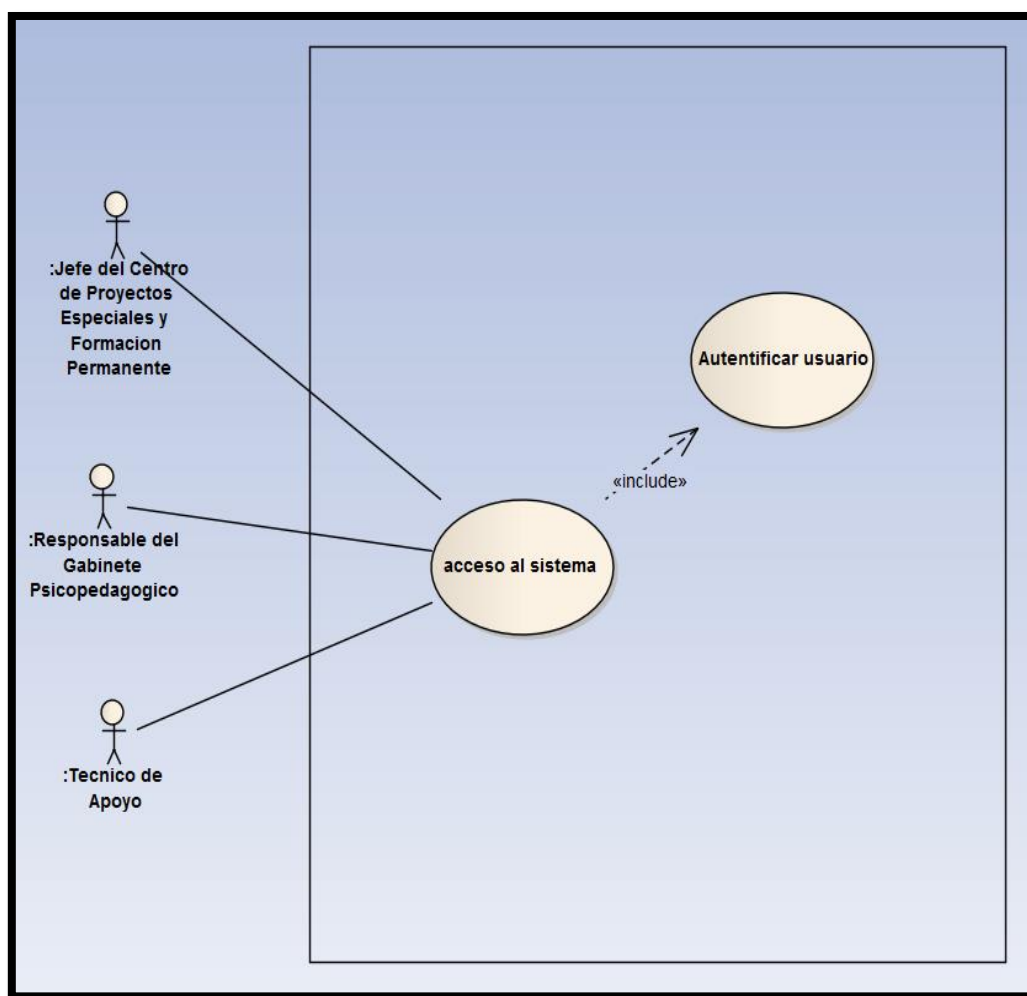 :Jefe del Centro
de Proyectos
Especiales y
Formacion
Permanente
:Responsable del
Gabinete
Psicopedagogico
:Tecnico de
Apoyo
acceso al sistema
«include»
Autentificar usuario